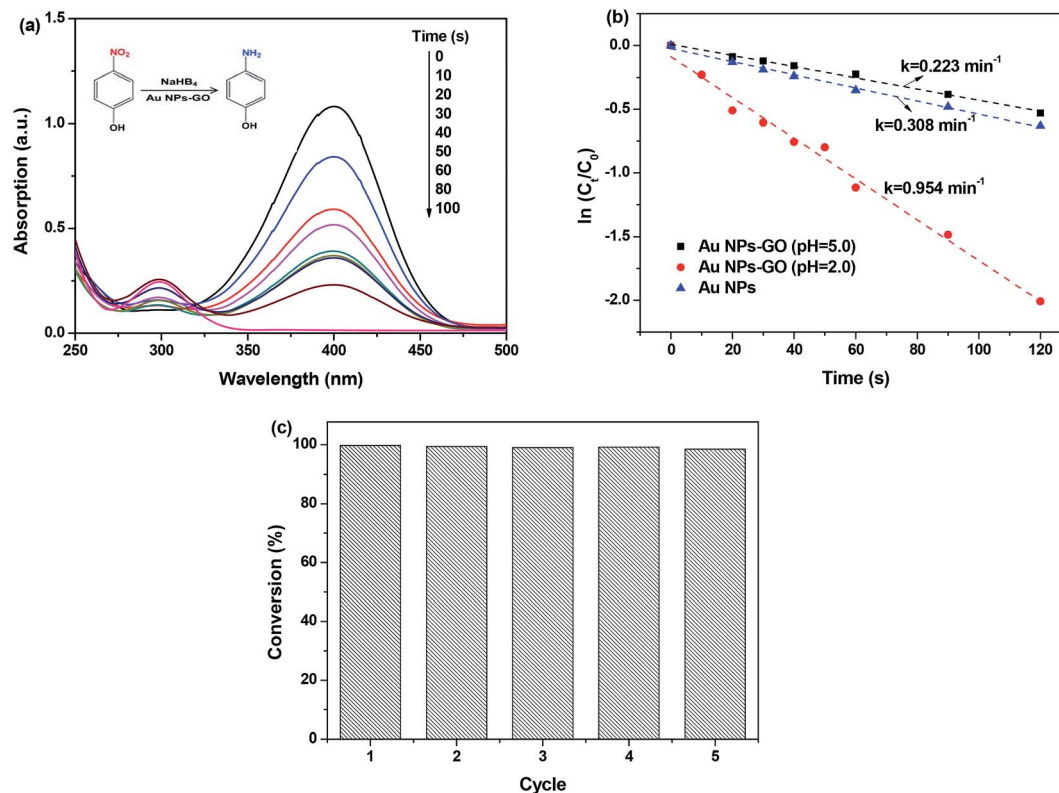 (a)
1.5
1.0
0.5
0.0
Absorption (a.u.)
250 300 350 400 450 500
Wavelength (nm)
NO2
OH
NaHB4
Au NPs-GO
NH2
OH
Time (s)
0
10
20
30
40
50
60
80
100
(b)
0.0
-0.5
-1.0
-1.5
-2.0
ln (Ct/C0)
k=0.223 min-1
k=0.308 min-1
k=0.954 min-1
Au NPs-GO (pH=5.0)
Au NPs-GO (pH=2.0)
Au NPs
0 20 40 60 80 100 120
Time (s)
(c)
100
80
60
40
20
0
Conversion (%)
1 2 3 4 5
Cycle